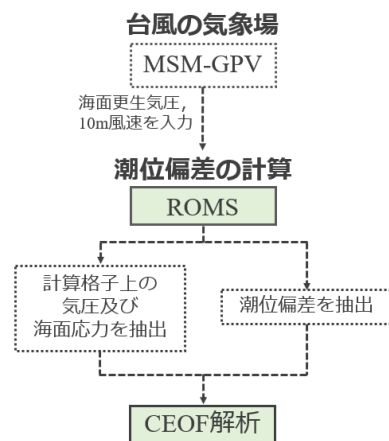 台風の気象場
MSM-GPV
海面更生気圧,
10m風速を入力
潮位偏差の計算
ROMS
計算格子上の
気圧及び
海面応力を抽出
潮位偏差を抽出
CEOF解析